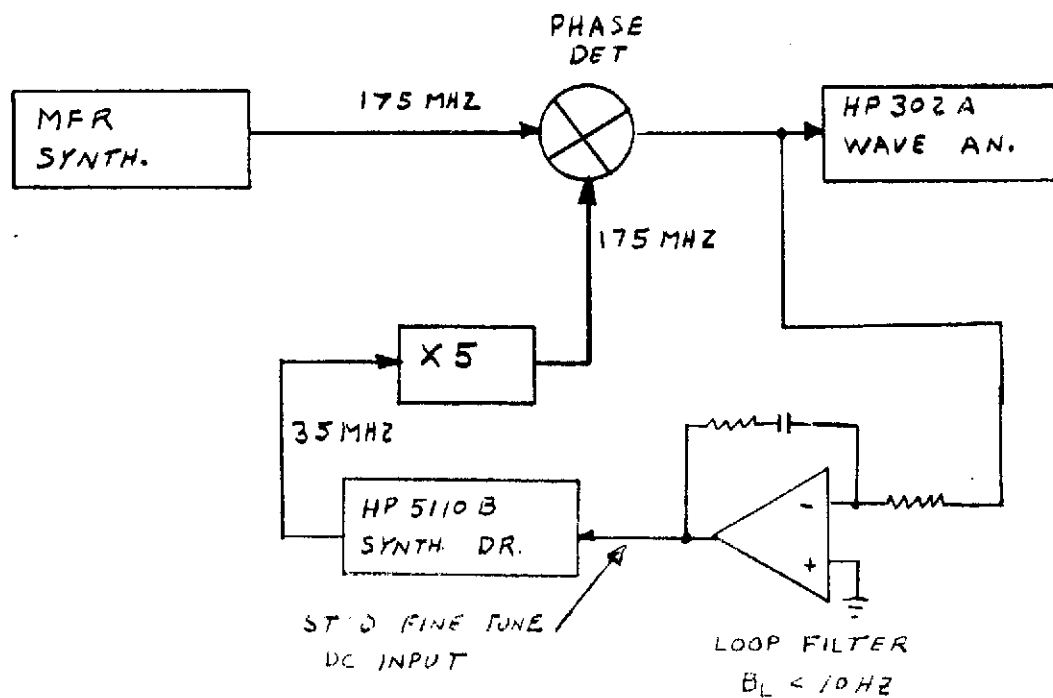 PHASE
DET
175 MHZ
MFR
SYNTH.
HP 302 A
WAVE AN.
175 MHZ
X 5
35 MHZ
HP 5110 B
SYNTH. DR.
-
+
ST'D FINE TUNE
DC INPUT
LOOP FILTER
BL < 10 HZ